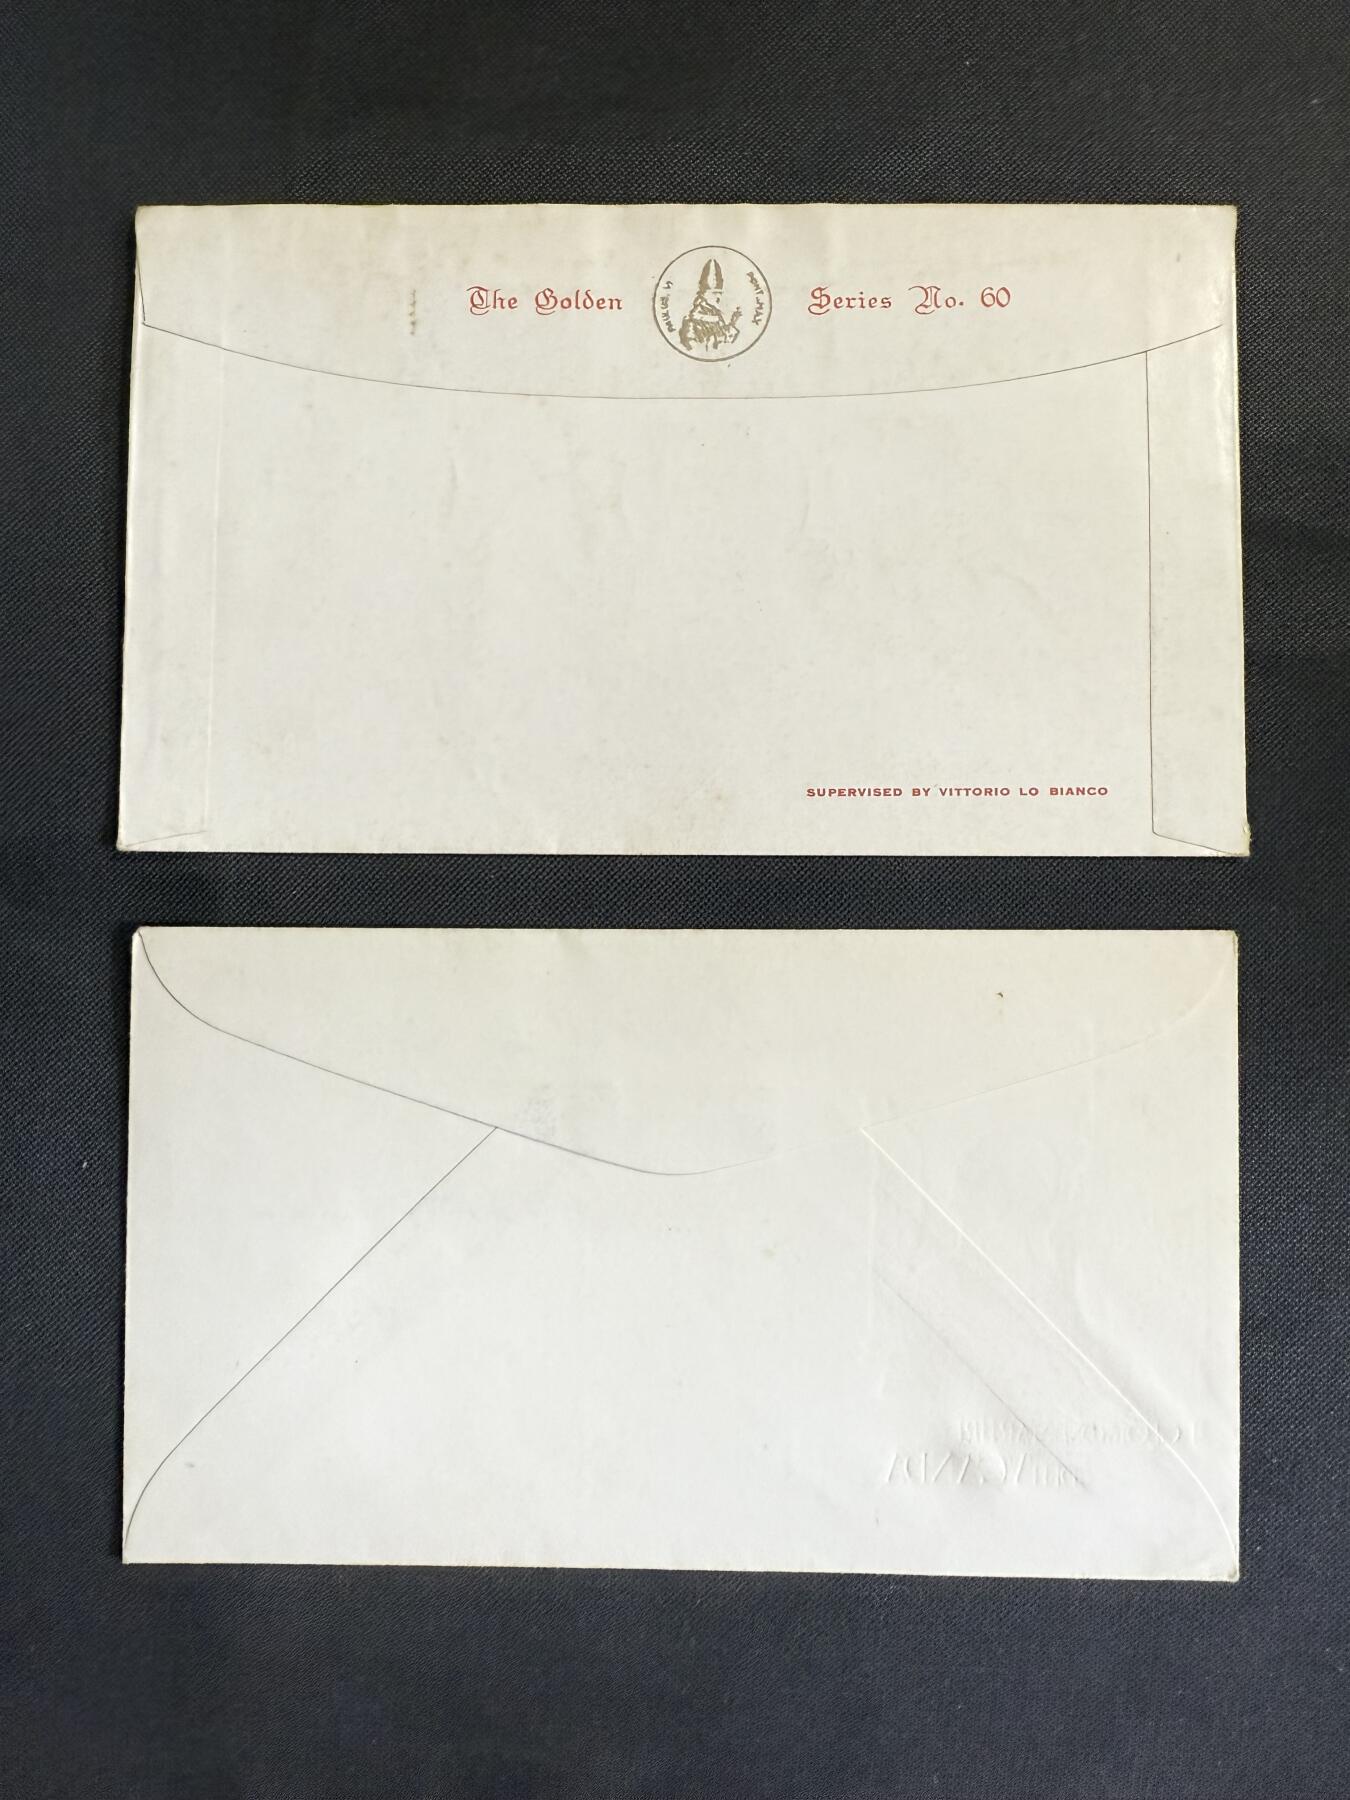 The Golden Series No. 60
PAULUS. VI PONT. MAX
SUPERVISED BY VITTORIO LO BIANCO